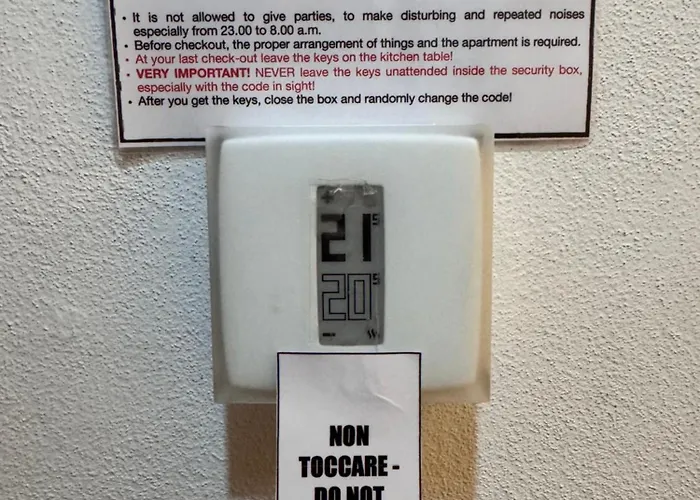 • It is not allowed to give parties, to make disturbing and repeated noises
especially from 23.00 to 8.00 a.m.
• Before checkout, the proper arrangement of things and the apartment is required.
• At your last check-out leave the keys on the kitchen table!
• VERY IMPORTANT! NEVER leave the keys unattended inside the security box,
especially with the code in sight!
• After you get the keys, close the box and randomly change the code!
+
21 5
20 5
-
NON
TOCCARE -
DO NOT